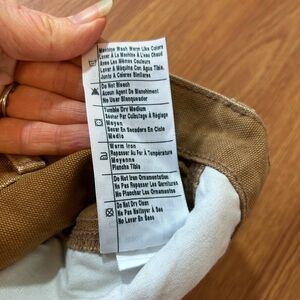 Machine Wash Warm Like Colors
Laver À La Machine À L'eau Chaud
Avec Les Mêmes Couleurs
Lavar A Máquina Con Agua Tibia.
Junto A Colores Similares
Do Not Bleach
Aucun Agent De Blanchiment
No Usar Blanqueador
Tumble Dry Medium
Sécher Par Culbutage À Réglage
Moyen
Secar En Secadora En Ciclo
Medio
Warm Iron
Repasser Au Fer À Température
Moyenne
Plancha Tibia
Do Not Iron Ornamentation
Ne Pas Repasser Les Garnitures
No Planchar Los Ornamentos
Do Not Dry Clean
Ne Pas Nettoyer À Sec
No Lavar En Seco